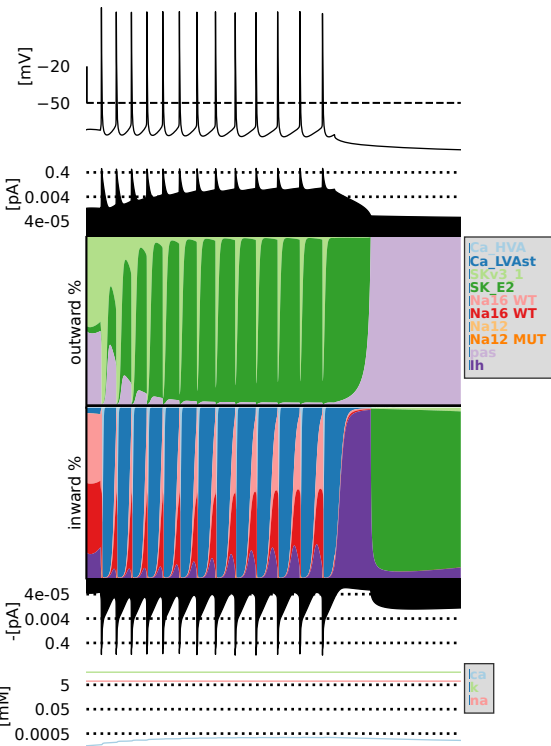 [mV]
−20
−50
[pA]
0.4
0.004
4e-05
outward %
Ca_HVA
Ca_LVAst
SKv3_1
SK_E2
Na16 WT
Na16 WT
Na12
Na12 MUT
pas
Ih
inward %
-[pA]
4e-05
0.004
0.4
[mM]
5
0.05
0.0005
ca
k
na